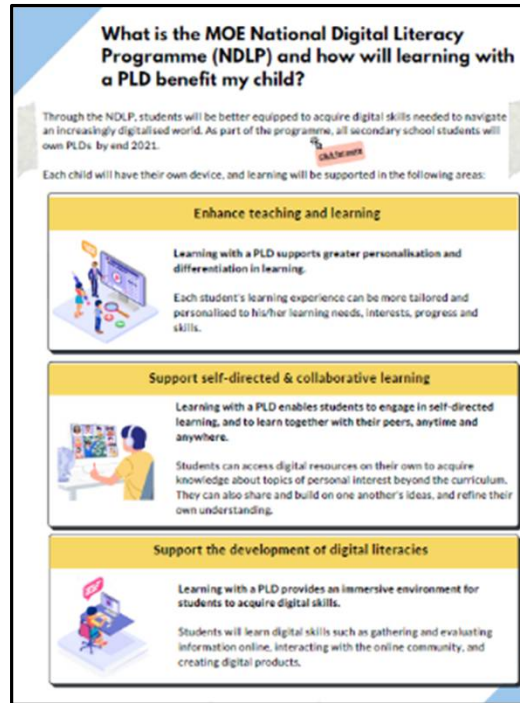 What is the MOE National Digital Literacy
Programme (NDLP) and how will learning with
a PLD benefit my child?
Through the NDLP, students will be better equipped to acquire digital skills needed to navigate
an increasingly digitalised world. As part of the programme, all secondary school students will
own PLDs by end 2021.
Each child will have their own device, and learning will be supported in the following areas:
Enhance teaching and learning
Learning with a PLD supports greater personalisation and
differentiation in learning.
Each student's learning experience can be more tailored and
personalised to his/her learning needs, interests, progress and
skills.
Support self-directed & collaborative learning
Learning with a PLD enables students to engage in self-directed
learning, and to learn together with their peers, anytime and
anywhere.
Students can access digital resources on their own to acquire
knowledge about topics of personal interest beyond the curriculum.
They can also share and build on one another's ideas, and refine their
own understanding.
Support the development of digital literacies
Learning with a PLD provides an immersive environment for
students to acquire digital skills.
Students will learn digital skills such as gathering and evaluating
information online, interacting with the online community, and
creating digital products.